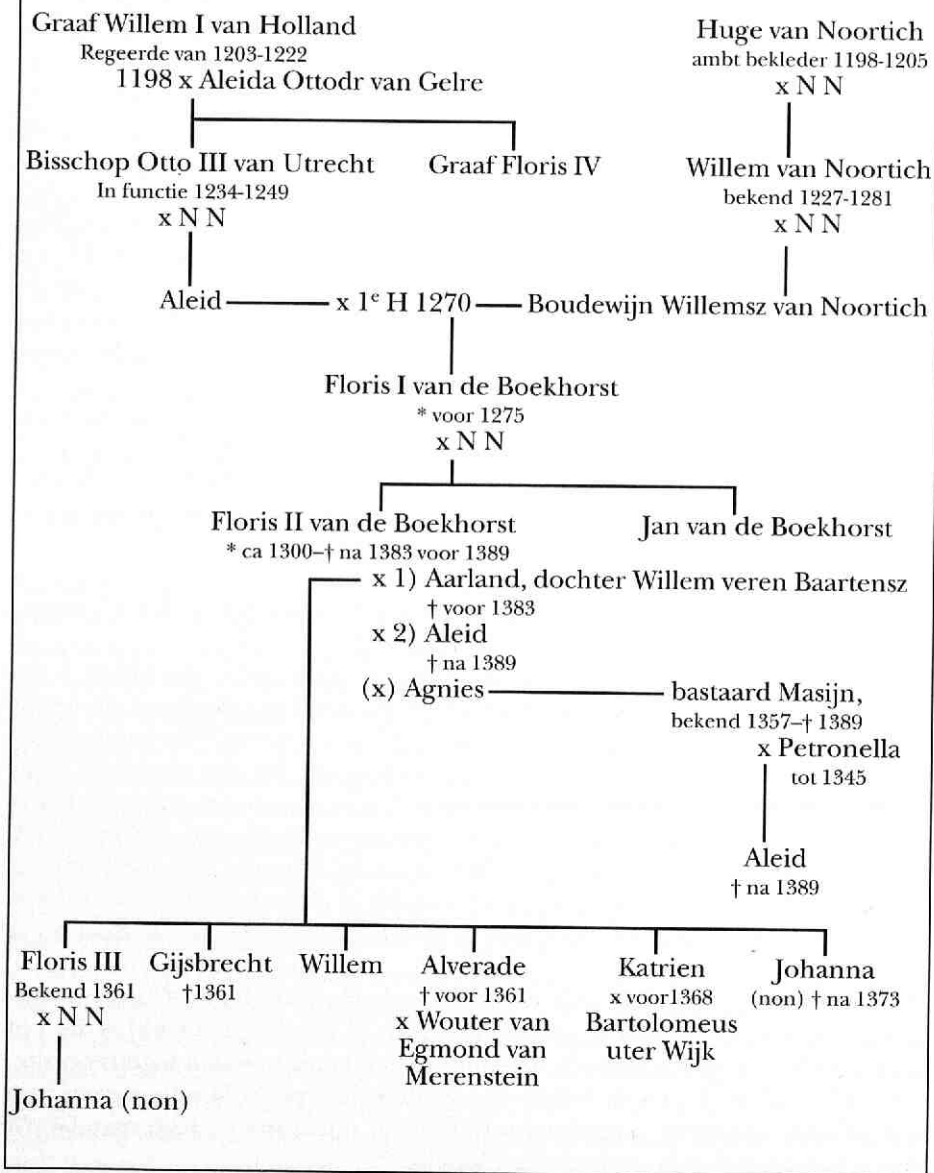 Graaf Willem I van Holland
Regeerde van 1203-1222
1198 x Aleida Ottodr van Gelre
Huge van Noortich
ambt bekleder 1198-1205
x N N
Bisschop Otto III van Utrecht
In functie 1234-1249
x N N
Graaf Floris IV
Willem van Noortich
bekend 1227-1281
x N N
Aleid x 1e H 1270 Boudewijn Willemsz van Noortich
Floris I van de Boekhorst
* voor 1275
x N N
Floris II van de Boekhorst
* ca 1300–† na 1383 voor 1389
Jan van de Boekhorst
x 1) Aarland, dochter Willem veren Baartensz
† voor 1383
x 2) Aleid
† na 1389
(x) Agnies
bastaard Masijn,
bekend 1357–† 1389
x Petronella
tot 1345
Aleid
† na 1389
Floris III
Bekend 1361
x N N
Johanna (non)
Gijsbrecht
†1361
Willem
Alverade
† voor 1361
x Wouter van
Egmond van
Merenstein
Katrien
x voor1368
Bartolomeus
uter Wijk
Johanna
(non) † na 1373